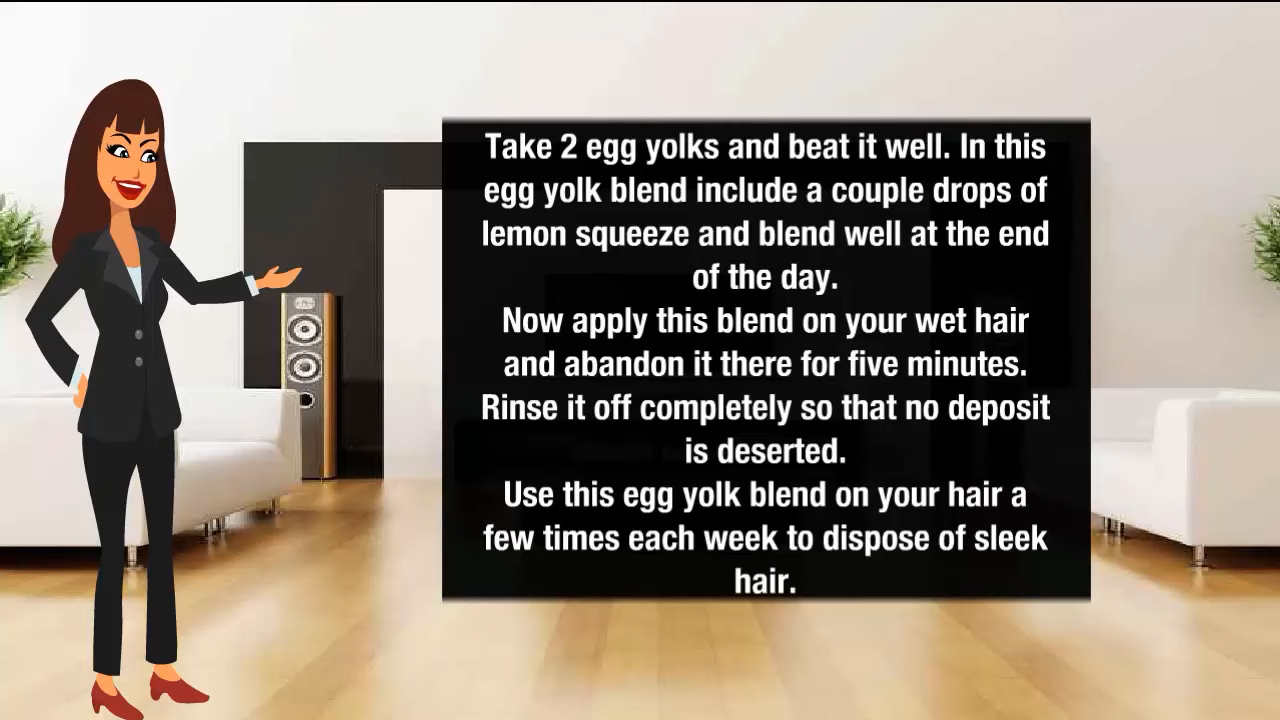 Take 2 egg yolks and beat it well. In this
egg yolk blend include a couple drops of
lemon squeeze and blend well at the end
of the day.
Now apply this blend on your wet hair
and abandon it there for five minutes.
Rinse it off completely so that no deposit
is deserted.
Use this egg yolk blend on your hair a
few times each week to dispose of sleek
hair.